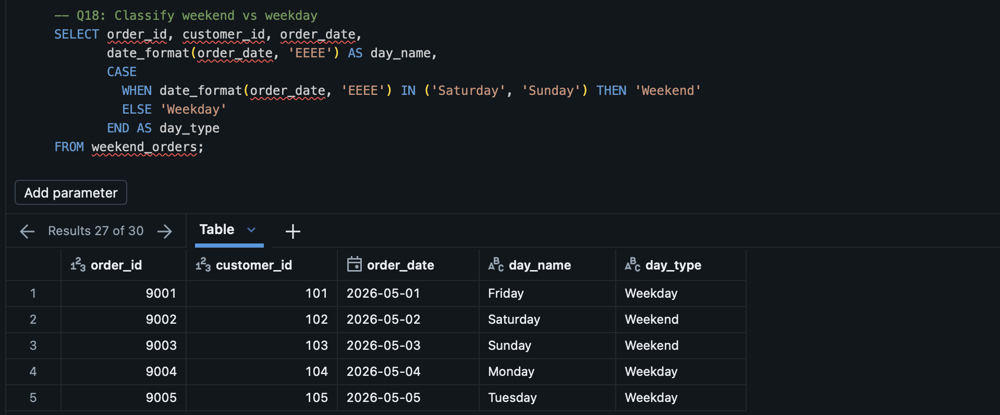 -- Q18: Classify weekend vs weekday
SELECT order_id, customer_id, order_date,
date_format(order_date, 'EEEE') AS day_name,
CASE
WHEN date_format(order_date, 'EEEE') IN ('Saturday', 'Sunday') THEN 'Weekend'
ELSE 'Weekday'
END AS day_type
FROM weekend_orders;
Add parameter
Results 27 of 30 Table
order_id customer_id order_date day_name day_type
1 9001 101 2026-05-01 Friday Weekday
2 9002 102 2026-05-02 Saturday Weekend
3 9003 103 2026-05-03 Sunday Weekend
4 9004 104 2026-05-04 Monday Weekday
5 9005 105 2026-05-05 Tuesday Weekday